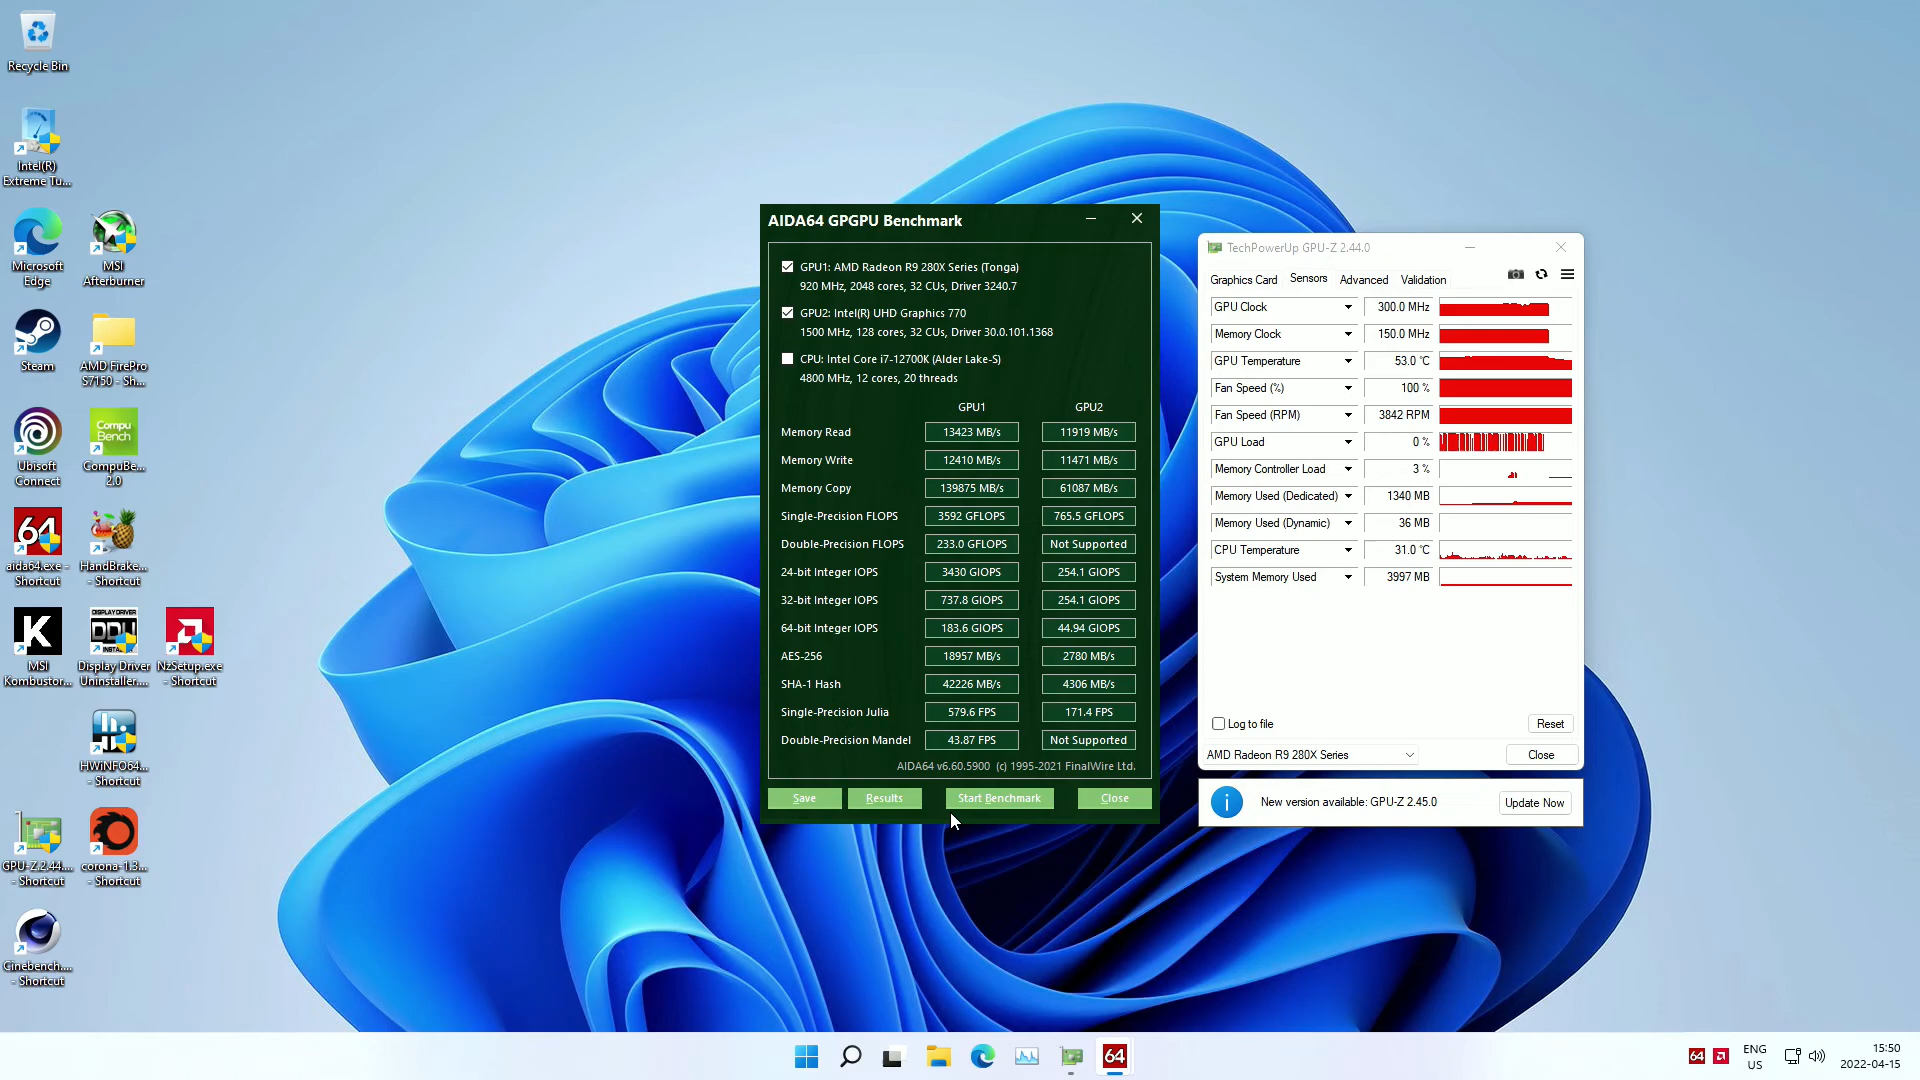 Recycle Bin
Intel(R)
Extreme Tu...
Microsoft
Edge
MSI
Afterburner
Steam
AMD FirePro
S7150 - Sh...
Ubisoft
Connect
Compu
Bench
CompuBe...
2.0
64
aida64.exe -
Shortcut
HandBrake...
- Shortcut
K
MSI
Kombustor...
DISPLAY DRIVER
DDU
Display Driver
Uninstaller....
NzSetup.exe
- Shortcut
HWiNFO64...
- Shortcut
GPU-Z.2.44....
- Shortcut
corona-1.3...
- Shortcut
Cinebench....
- Shortcut
AIDA64 GPGPU Benchmark
GPU1: AMD Radeon R9 280X Series (Tonga)
920 MHz, 2048 cores, 32 CUs, Driver 3240.7
GPU2: Intel(R) UHD Graphics 770
1500 MHz, 128 cores, 32 CUs, Driver 30.0.101.1368
CPU: Intel Core i7-12700K (Alder Lake-S)
4800 MHz, 12 cores, 20 threads
GPU1 GPU2
Memory Read 13423 MB/s 11919 MB/s
Memory Write 12410 MB/s 11471 MB/s
Memory Copy 139875 MB/s 61087 MB/s
Single-Precision FLOPS 3592 GFLOPS 765.5 GFLOPS
Double-Precision FLOPS 233.0 GFLOPS Not Supported
24-bit Integer IOPS 3430 GIOPS 254.1 GIOPS
32-bit Integer IOPS 737.8 GIOPS 254.1 GIOPS
64-bit Integer IOPS 183.6 GIOPS 44.94 GIOPS
AES-256 18957 MB/s 2780 MB/s
SHA-1 Hash 42226 MB/s 4306 MB/s
Single-Precision Julia 579.6 FPS 171.4 FPS
Double-Precision Mandel 43.87 FPS Not Supported
AIDA64 v6.60.5900 (c) 1995-2021 FinalWire Ltd.
Save Results Start Benchmark Close
TechPowerUp GPU-Z 2.44.0
Graphics Card Sensors Advanced Validation
GPU Clock 300.0 MHz
Memory Clock 150.0 MHz
GPU Temperature 53.0 °C
Fan Speed (%) 100 %
Fan Speed (RPM) 3842 RPM
GPU Load 0 %
Memory Controller Load 3 %
Memory Used (Dedicated) 1340 MB
Memory Used (Dynamic) 36 MB
CPU Temperature 31.0 °C
System Memory Used 3997 MB
Log to file Reset
AMD Radeon R9 280X Series Close
New version available: GPU-Z 2.45.0 Update Now
64
64
ENG
US
15:50
2022-04-15